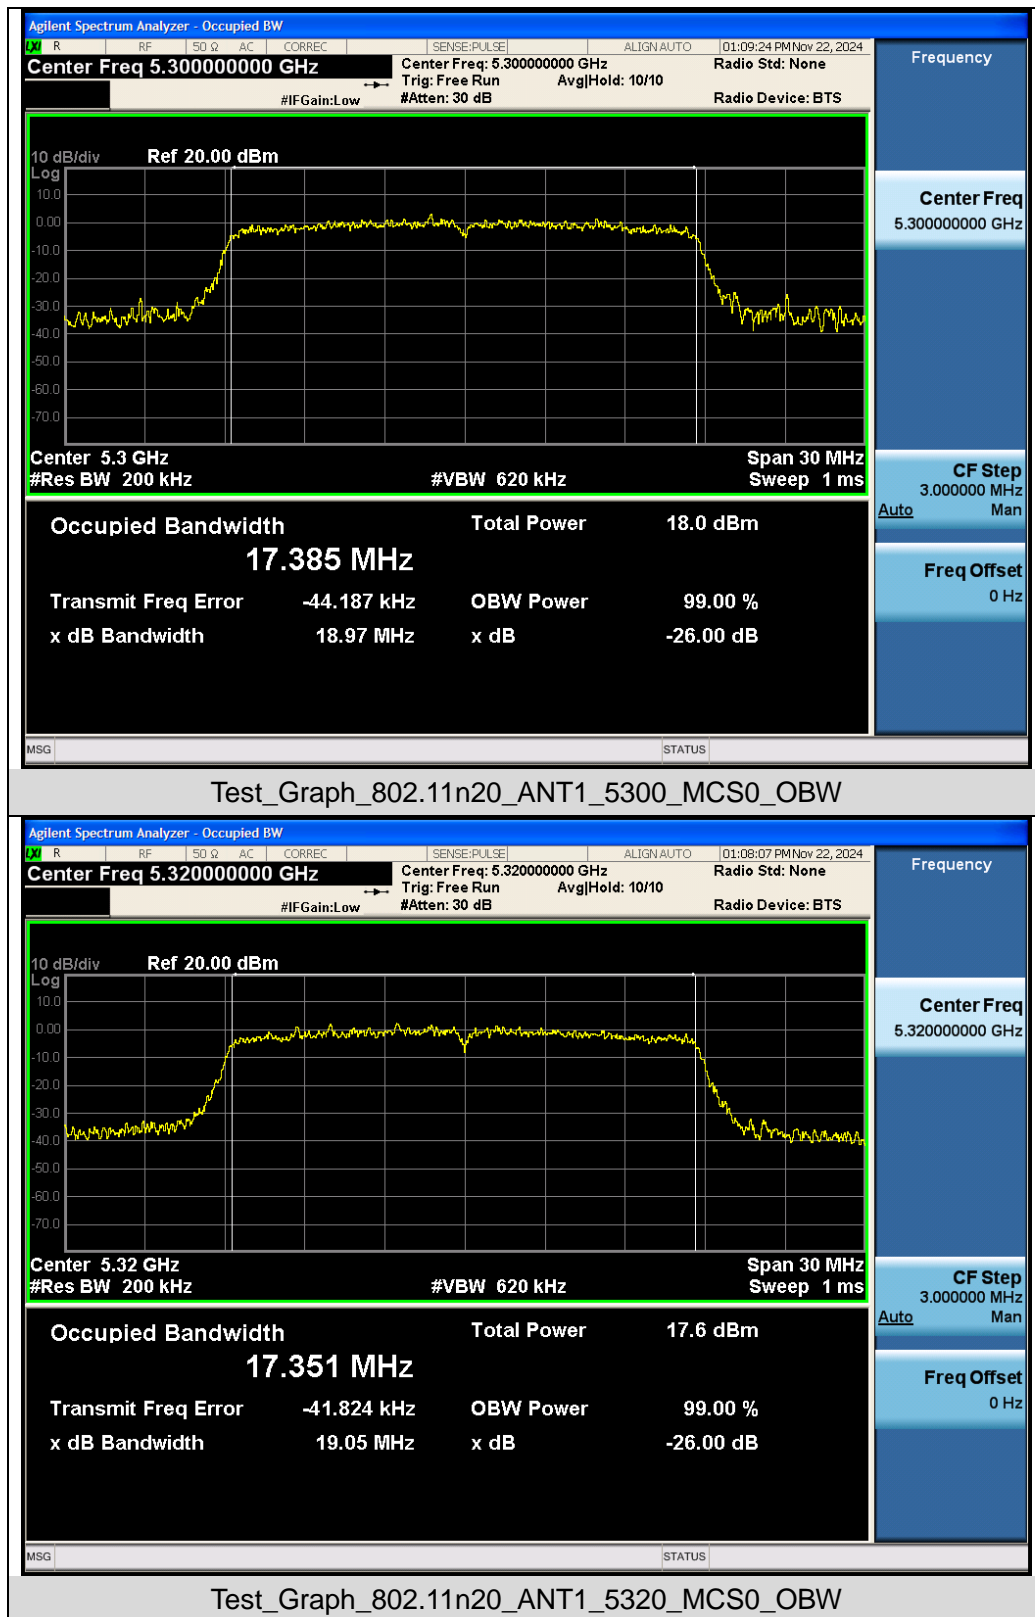 Agilent Spectrum Analyzer - Occupied BW
LXI R RF 50 Ω AC CORREC SENSE:PULSE ALIGN AUTO 01:09:24 PM Nov 22, 2024
Center Freq 5.300000000 GHz Center Freq: 5.300000000 GHz Radio Std: None
Trig: Free Run Avg|Hold: 10/10
#IFGain:Low #Atten: 30 dB Radio Device: BTS
Frequency
10 dB/div Ref 20.00 dBm
Log
10.0
0.00
-10.0
-20.0
-30.0
-40.0
-50.0
-60.0
-70.0
Center 5.3 GHz Span 30 MHz
#Res BW 200 kHz #VBW 620 kHz Sweep 1 ms
Center Freq
5.300000000 GHz
CF Step
3.000000 MHz
Auto Man
Freq Offset
0 Hz
Occupied Bandwidth Total Power 18.0 dBm
17.385 MHz
Transmit Freq Error -44.187 kHz OBW Power 99.00 %
x dB Bandwidth 18.97 MHz x dB -26.00 dB
MSG STATUS
Test_Graph_802.11n20_ANT1_5300_MCS0_OBW
Agilent Spectrum Analyzer - Occupied BW
LXI R RF 50 Ω AC CORREC SENSE:PULSE ALIGN AUTO 01:08:07 PM Nov 22, 2024
Center Freq 5.320000000 GHz Center Freq: 5.320000000 GHz Radio Std: None
Trig: Free Run Avg|Hold: 10/10
#IFGain:Low #Atten: 30 dB Radio Device: BTS
Frequency
10 dB/div Ref 20.00 dBm
Log
10.0
0.00
-10.0
-20.0
-30.0
-40.0
-50.0
-60.0
-70.0
Center 5.32 GHz Span 30 MHz
#Res BW 200 kHz #VBW 620 kHz Sweep 1 ms
Center Freq
5.320000000 GHz
CF Step
3.000000 MHz
Auto Man
Freq Offset
0 Hz
Occupied Bandwidth Total Power 17.6 dBm
17.351 MHz
Transmit Freq Error -41.824 kHz OBW Power 99.00 %
x dB Bandwidth 19.05 MHz x dB -26.00 dB
MSG STATUS
Test_Graph_802.11n20_ANT1_5320_MCS0_OBW